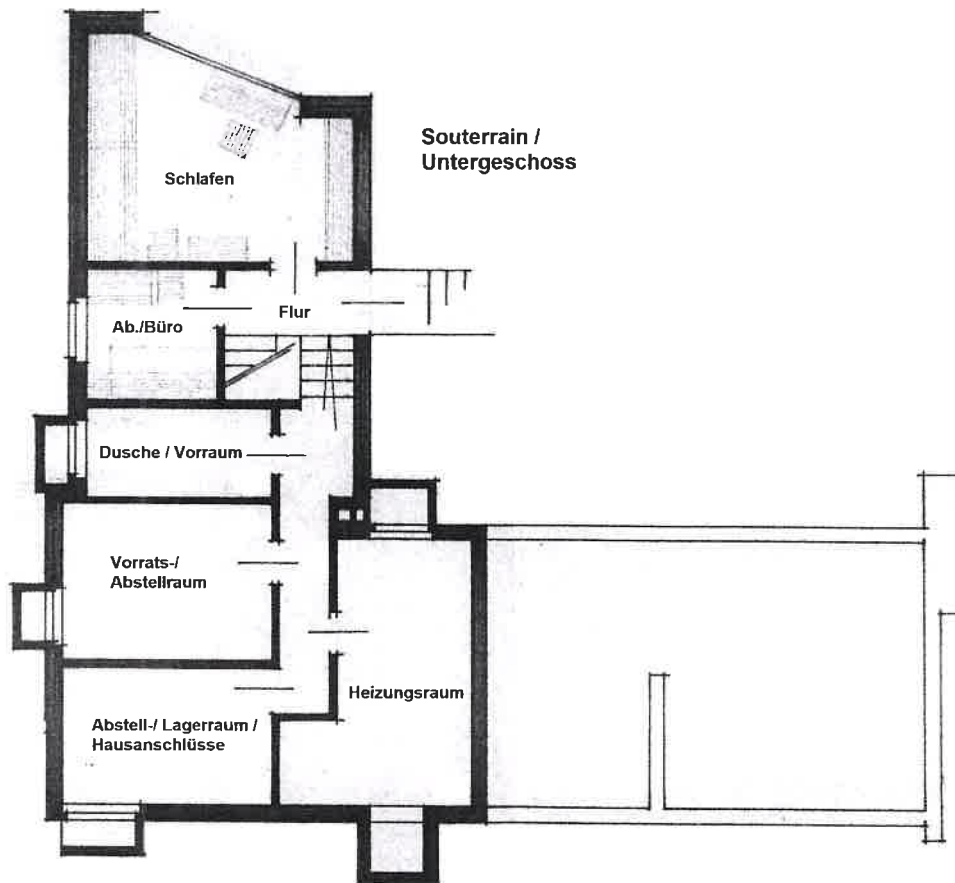 Souterrain /
Untergeschoss
Schlafen
Ab./Büro
Flur
Dusche / Vorraum
Vorrats-/
Abstellraum
Heizungsraum
Abstell-/ Lagerraum /
Hausanschlüsse